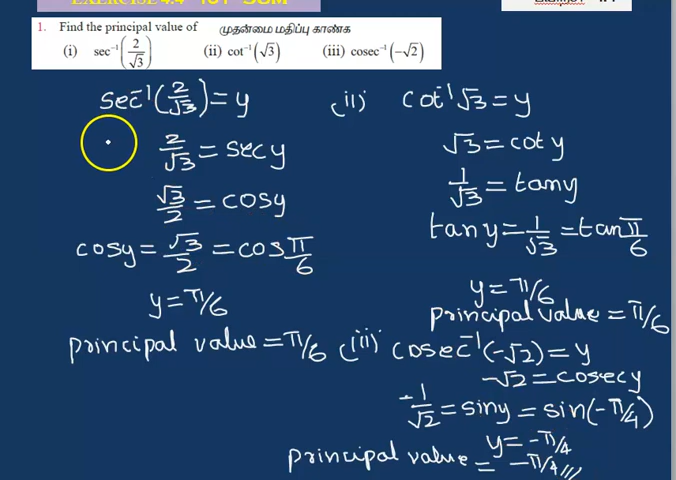 1. Find the principal value of முதன்மை மதிப்பு காண்க
(i) sec⁻¹(2/√3) (ii) cot⁻¹(√3) (iii) cosec⁻¹(−√2)
sec⁻¹(2/√3) = y
2/√3 = sec y
√3/2 = cos y
cos y = √3/2 = cos π/6
y = π/6
principal value = π/6
(ii) cot⁻¹√3 = y
√3 = cot y
1/√3 = tan y
tan y = 1/√3 = tan π/6
y = π/6
principal value = π/6
(iii) cosec⁻¹(−√2) = y
−√2 = cosec y
−1/√2 = sin y = sin(−π/4)
y = −π/4
principal value = −π/4 //